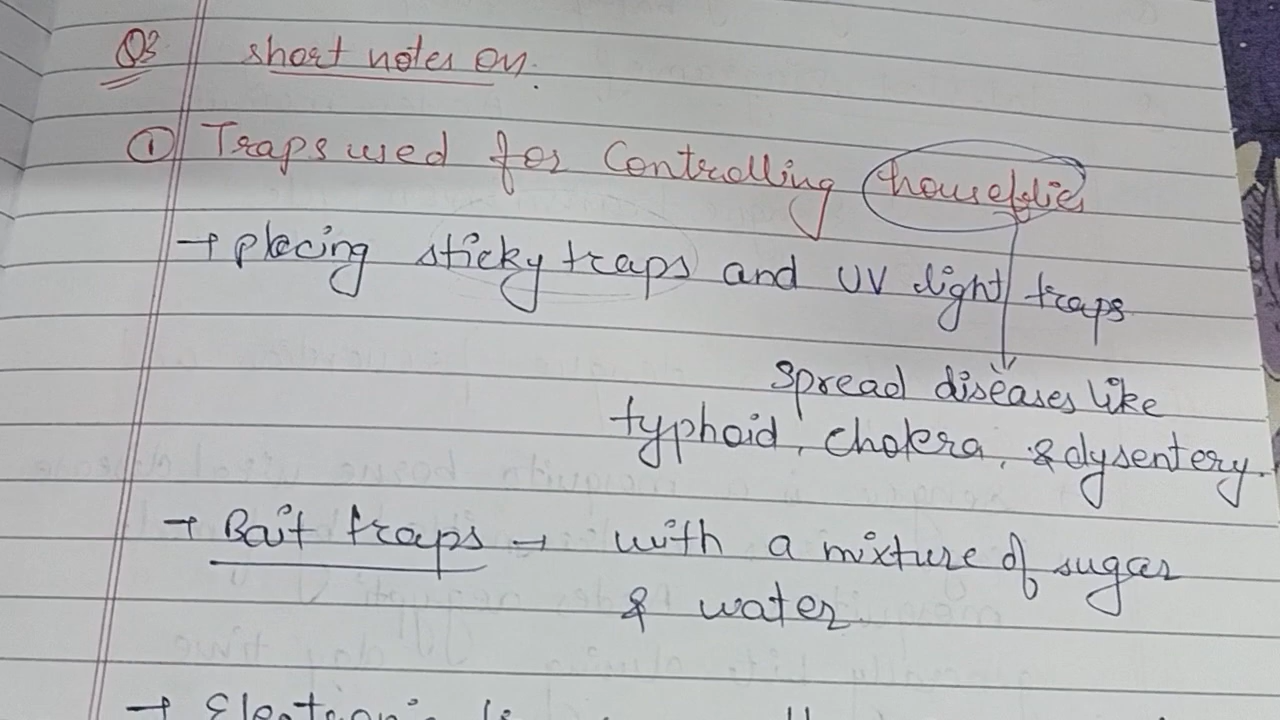 Q3 short notes on.
① Traps used for Controlling houseflies
→ placing sticky traps and UV light traps
spread diseases like
typhoid, cholera, & dysentery.
→ Bait traps → with a mixture of sugar
& water
→